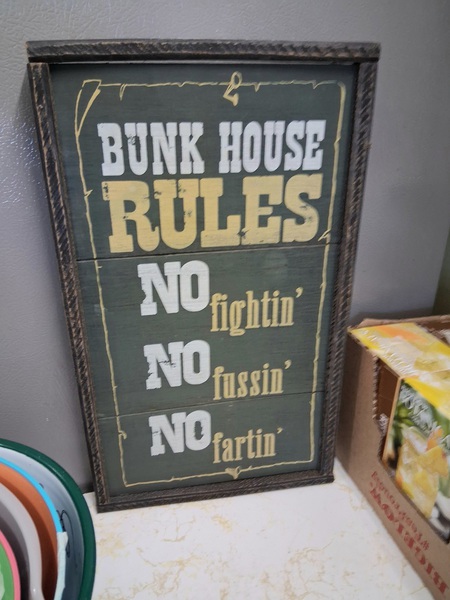 BUNK HOUSE
RULES
NO fightin'
NO fussin'
NO fartin'